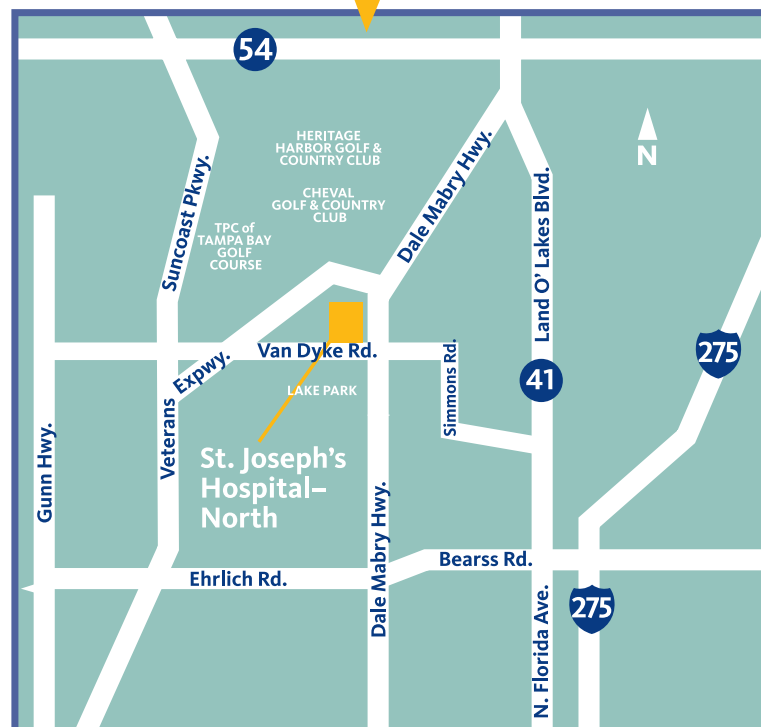 54
HERITAGE
HARBOR GOLF &
COUNTRY CLUB
CHEVAL
GOLF & COUNTRY
CLUB
TPC of
TAMPA BAY
GOLF
COURSE
Suncoast Pkwy.
Dale Mabry Hwy.
Land O' Lakes Blvd.
N
275
Van Dyke Rd.
Expwy.
Veterans
LAKE PARK
Simmons Rd.
41
Gunn Hwy.
St. Joseph’s
Hospital–
North
Dale Mabry Hwy.
Bearss Rd.
Ehrlich Rd.
N. Florida Ave.
275